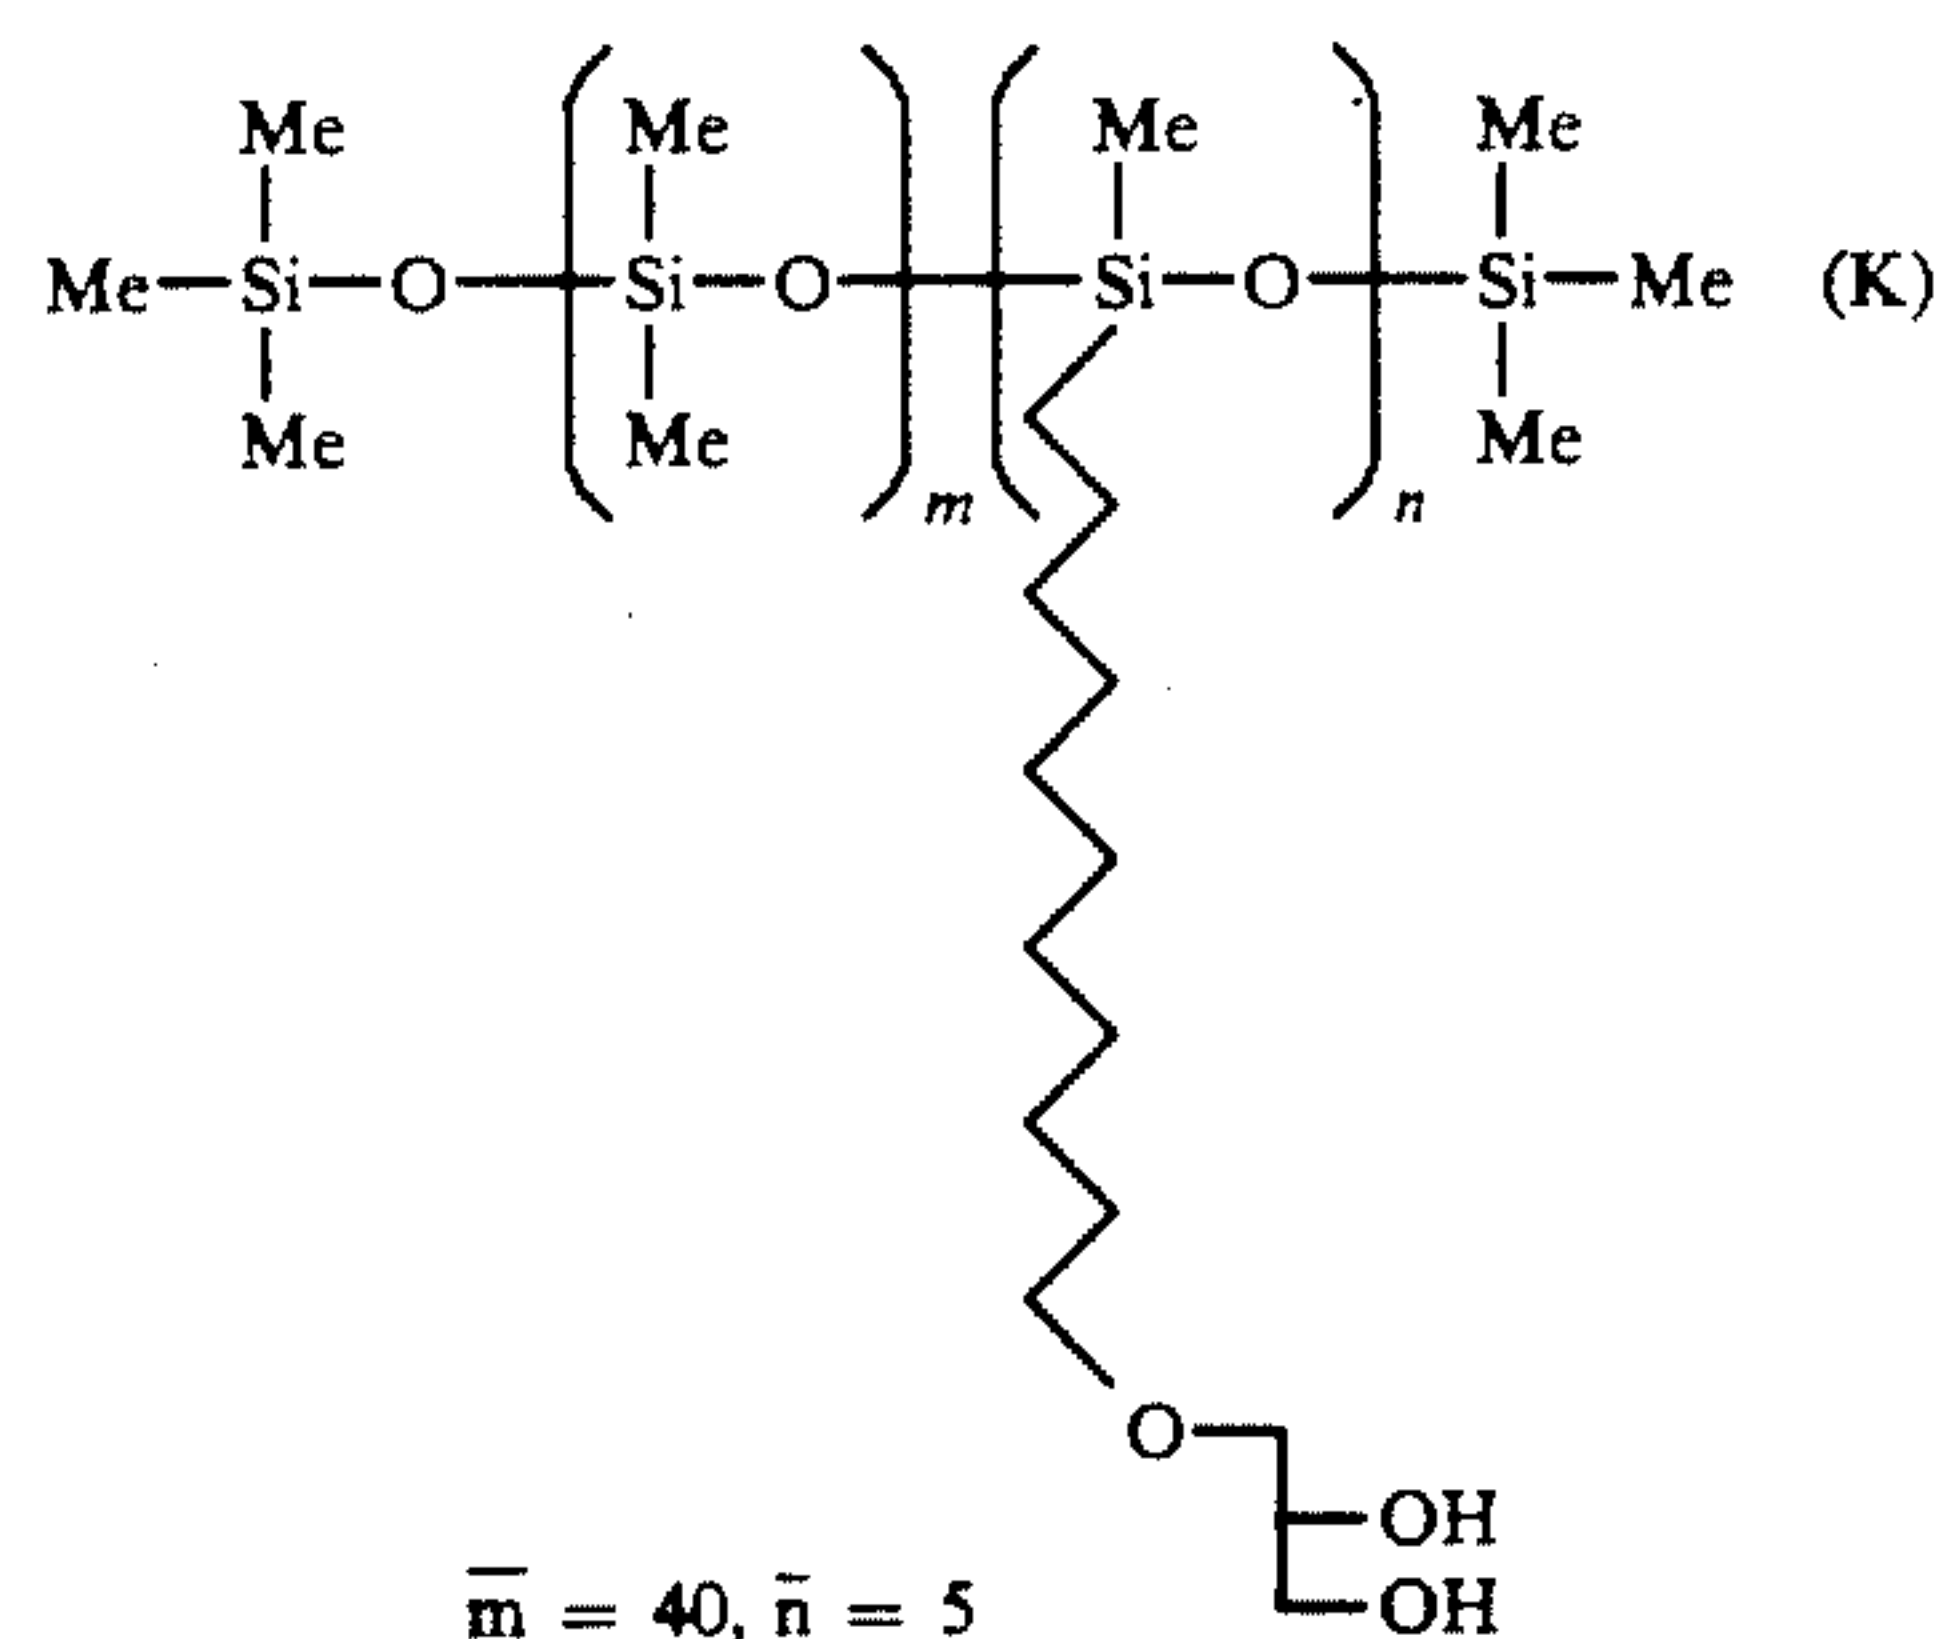 Me Me Me Me
Me Si O Si O Si O Si Me (K)
Me Me Me
m n
O
OH
OH
m̅ = 40, n̅ = 5